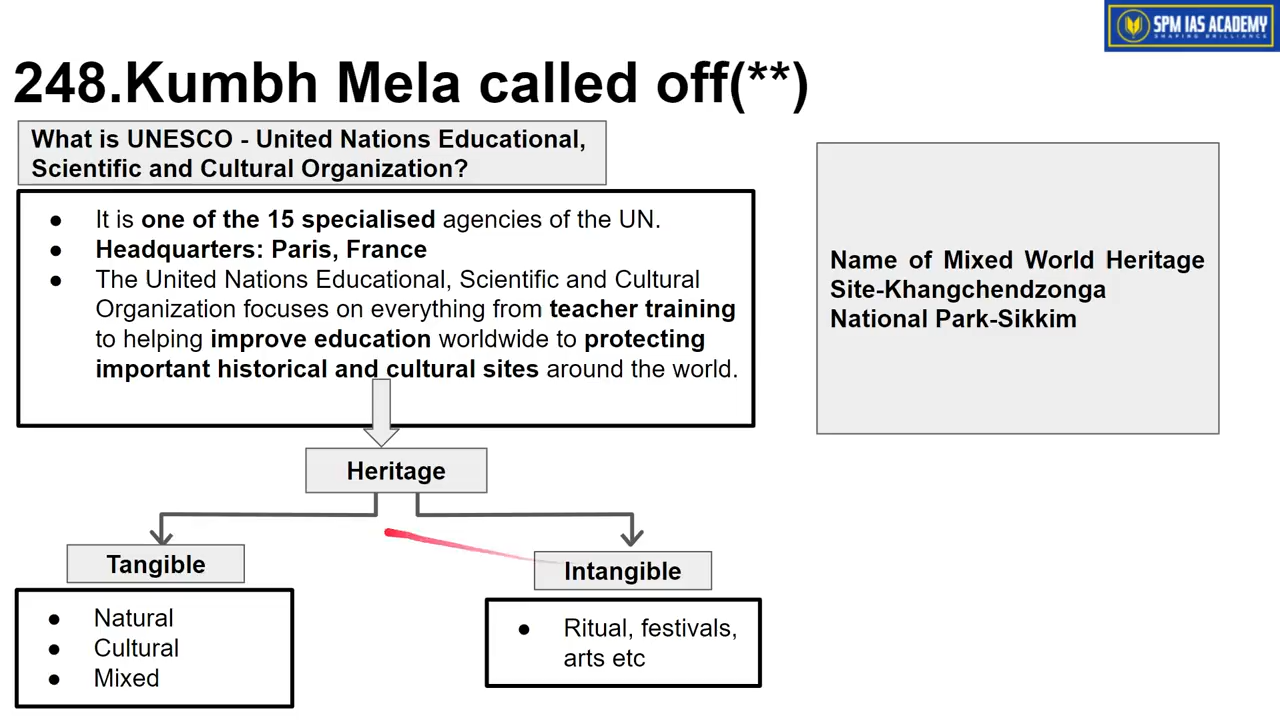 SPM IAS ACADEMY
SHAPING BRILLIANCE
248.Kumbh Mela called off(**)
What is UNESCO - United Nations Educational,
Scientific and Cultural Organization?
● It is one of the 15 specialised agencies of the UN.
● Headquarters: Paris, France
● The United Nations Educational, Scientific and Cultural
Organization focuses on everything from teacher training
to helping improve education worldwide to protecting
important historical and cultural sites around the world.
Name of Mixed World Heritage
Site-Khangchendzonga
National Park-Sikkim
Heritage
Tangible
● Natural
● Cultural
● Mixed
Intangible
● Ritual, festivals,
arts etc